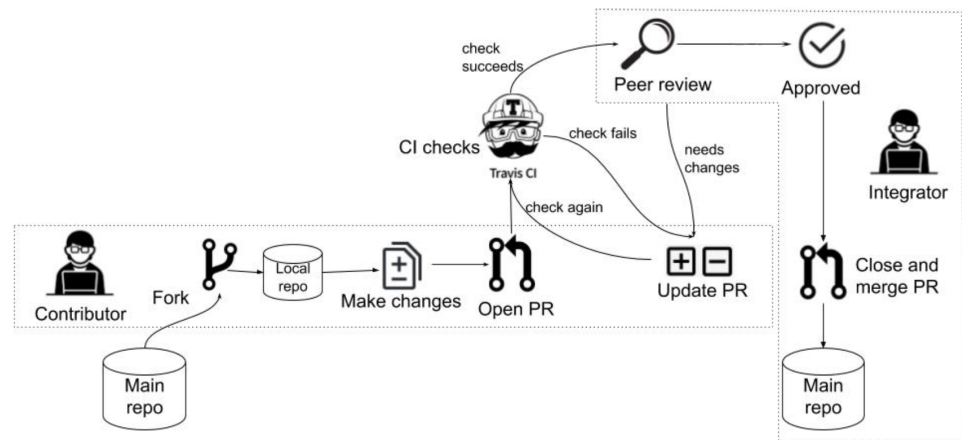 check
succeeds
Peer review
Approved
T
CI checks
Travis CI
check fails
needs
changes
Integrator
check again
Contributor
Fork
Local
repo
Make changes
Open PR
Update PR
Close and
merge PR
Main
repo
Main
repo